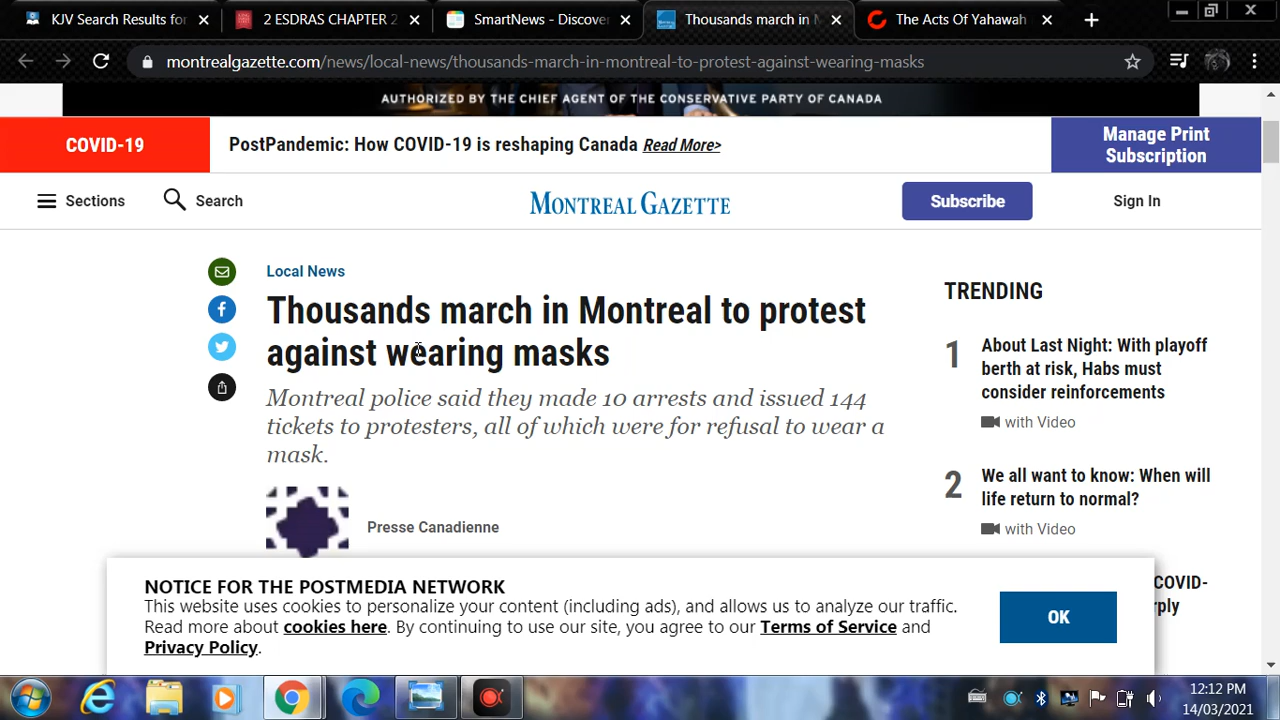 KJV Search Results fo
2 ESDRAS CHAPTER 2
SmartNews - Discove
Thousands march in M
The Acts Of Yahawah
montrealgazette.com/news/local-news/thousands-march-in-montreal-to-protest-against-wearing-masks
AUTHORIZED BY THE CHIEF AGENT OF THE CONSERVATIVE PARTY OF CANADA
COVID-19
PostPandemic: How COVID-19 is reshaping Canada Read More>
Manage Print
Subscription
Sections
Search
MONTREAL GAZETTE
Subscribe
Sign In
Local News
Thousands march in Montreal to protest
against wearing masks
Montreal police said they made 10 arrests and issued 144
tickets to protesters, all of which were for refusal to wear a
mask.
Presse Canadienne
TRENDING
1
About Last Night: With playoff
berth at risk, Habs must
consider reinforcements
with Video
2
We all want to know: When will
life return to normal?
with Video
COVID-
rply
NOTICE FOR THE POSTMEDIA NETWORK
This website uses cookies to personalize your content (including ads), and allows us to analyze our traffic.
Read more about cookies here. By continuing to use our site, you agree to our Terms of Service and
Privacy Policy.
OK
12:12 PM
14/03/2021